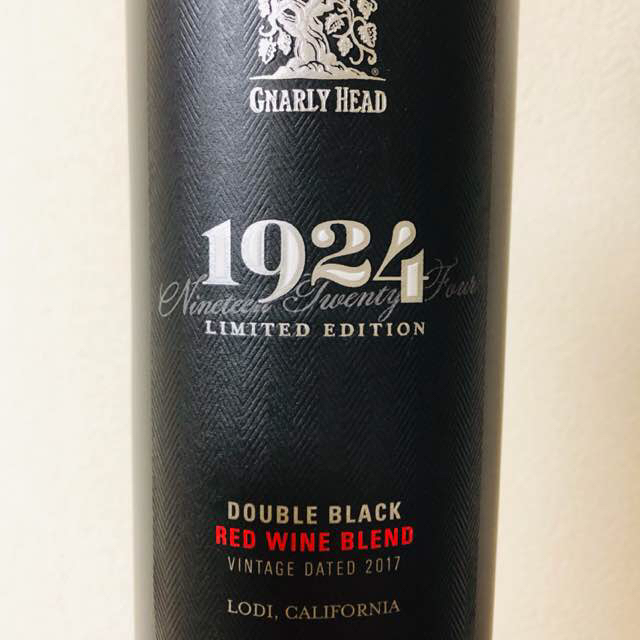 GNARLY HEAD
1924
Nineteen Twenty Four
LIMITED EDITION
DOUBLE BLACK
RED WINE BLEND
VINTAGE DATED 2017
LODI, CALIFORNIA